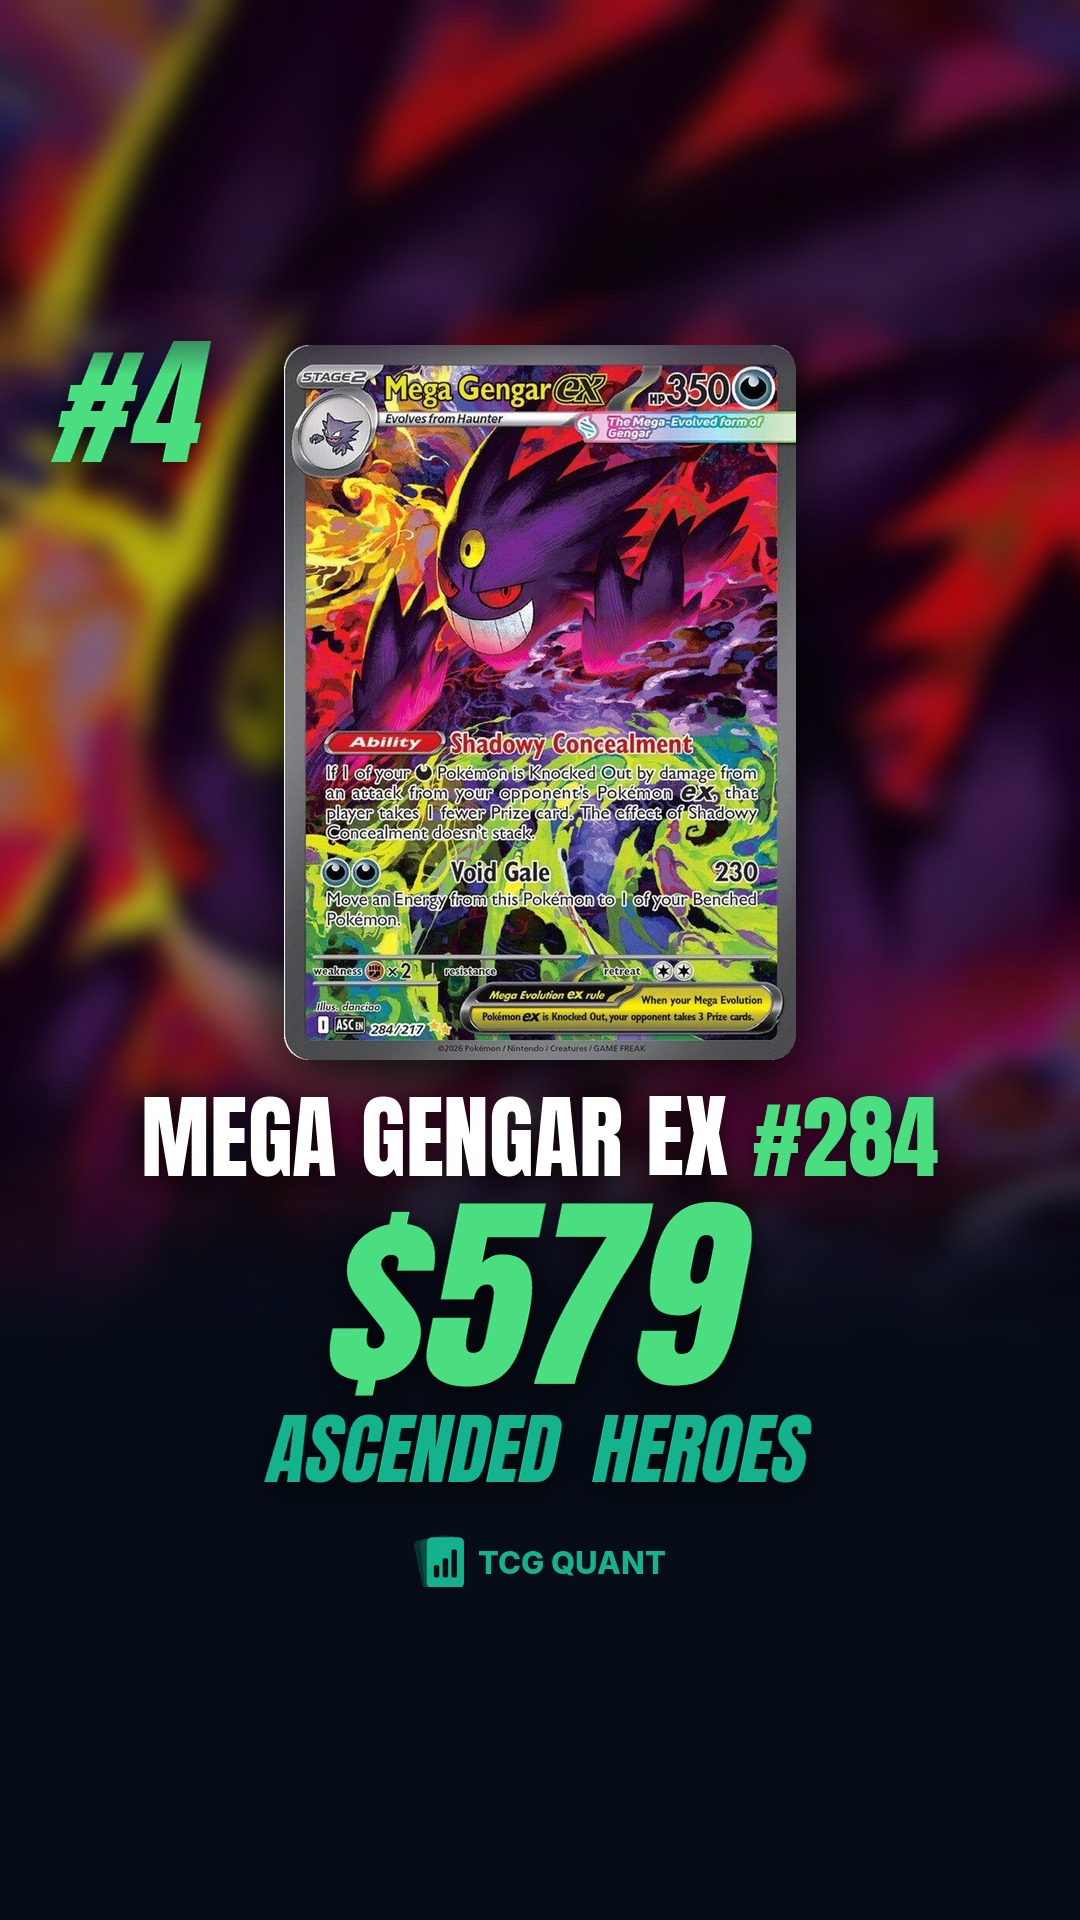 #4
STAGE2
Mega Gengar ex
HP350
Evolves from Haunter
The Mega-Evolved form of
Gengar
Ability
Shadowy Concealment
If 1 of your Pokémon is Knocked Out by damage from
an attack from your opponent's Pokémon ex, that
player takes 1 fewer Prize card. The effect of Shadowy
Concealment doesn't stack.
Void Gale
230
Move an Energy from this Pokémon to 1 of your Benched
Pokémon.
weakness ×2 resistance retreat
Illus. danciao
Mega Evolution ex rule
When your Mega Evolution
Pokémon ex is Knocked Out, your opponent takes 3 Prize cards.
I ASC EN 284/217
©2026 Pokémon / Nintendo / Creatures / GAME FREAK
MEGA GENGAR EX #284
$579
ASCENDED HEROES
TCG QUANT